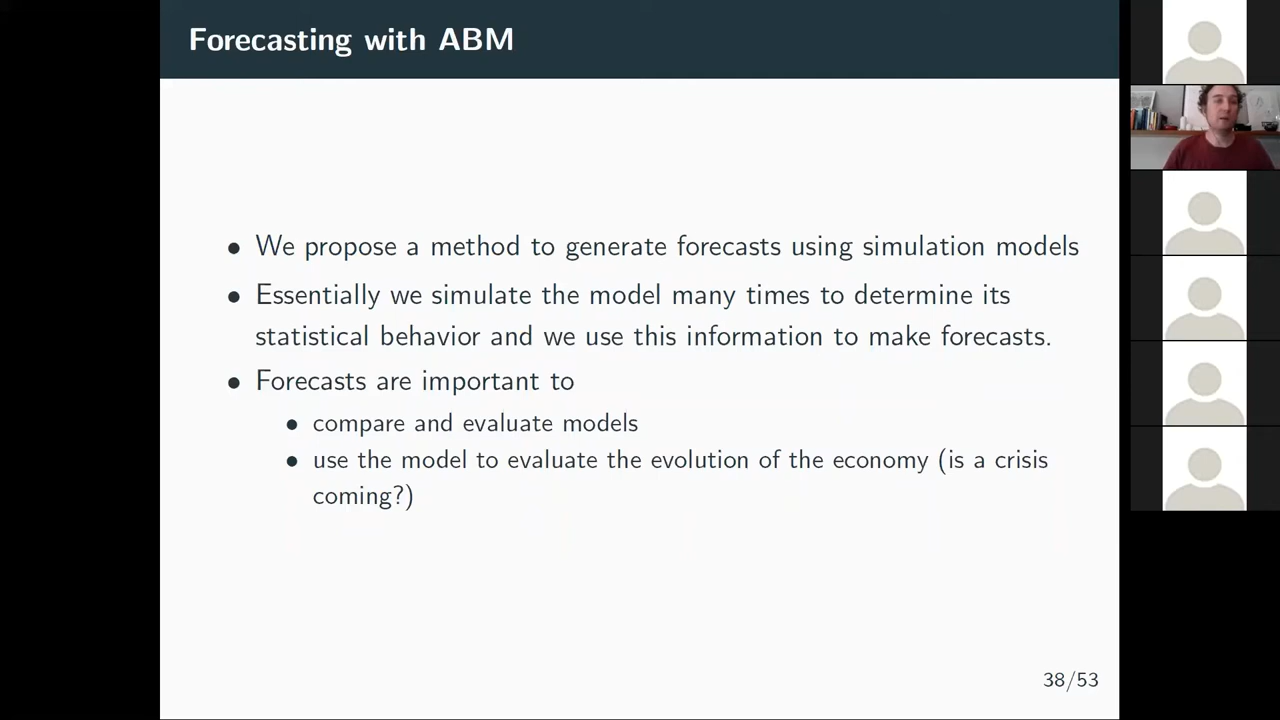 Forecasting with ABM
• We propose a method to generate forecasts using simulation models
• Essentially we simulate the model many times to determine its
statistical behavior and we use this information to make forecasts.
• Forecasts are important to
• compare and evaluate models
• use the model to evaluate the evolution of the economy (is a crisis
coming?)
38/53